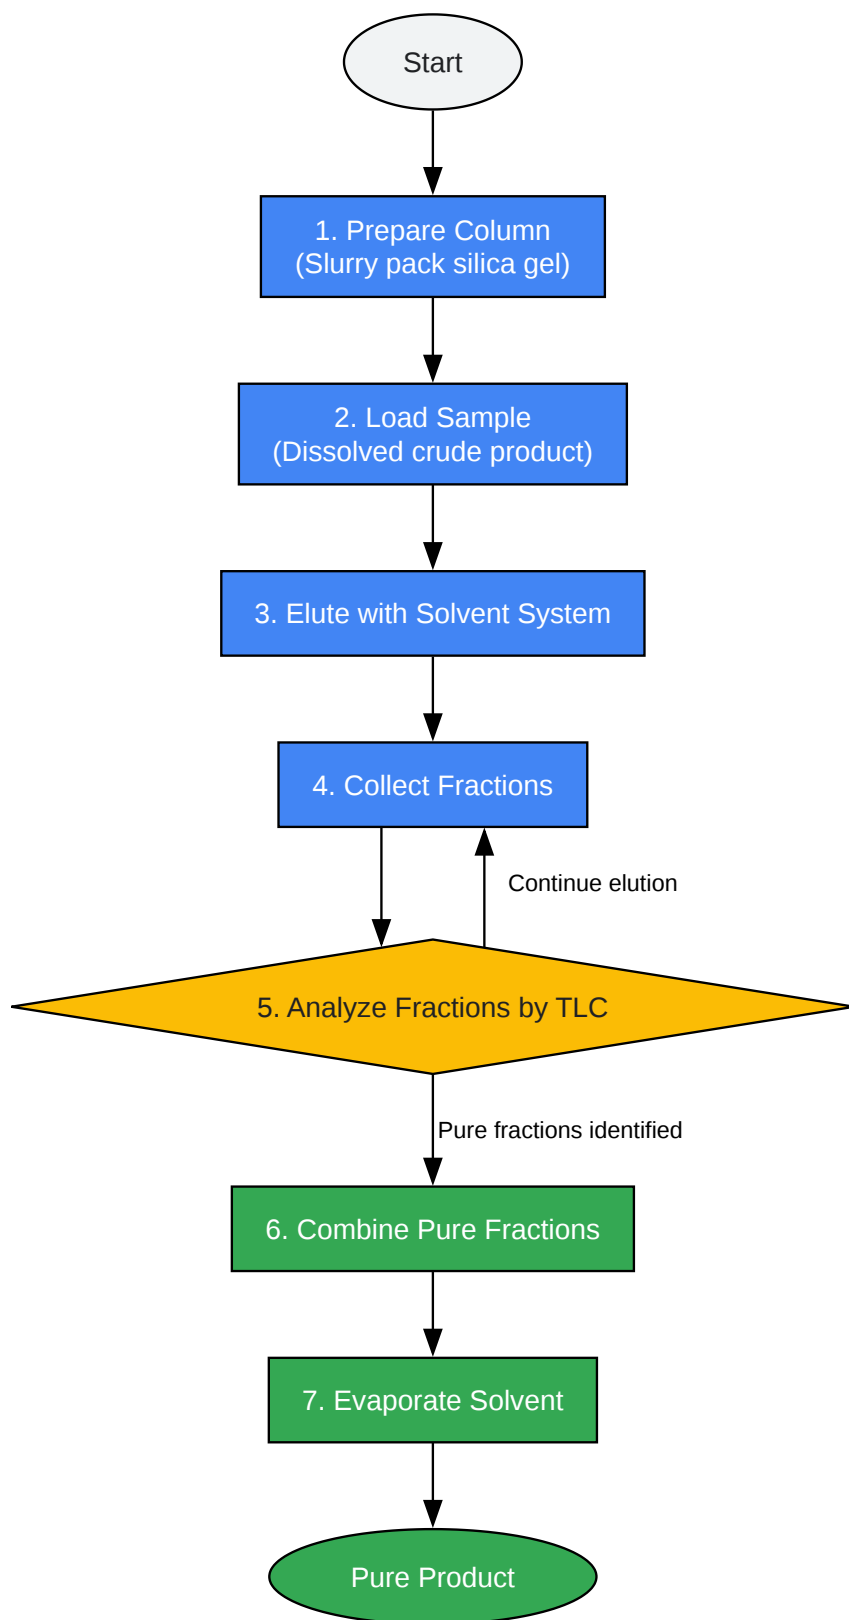 Start
1. Prepare Column
(Slurry pack silica gel)
2. Load Sample
(Dissolved crude product)
3. Elute with Solvent System
4. Collect Fractions
Continue elution
5. Analyze Fractions by TLC
Pure fractions identified
6. Combine Pure Fractions
7. Evaporate Solvent
Pure Product